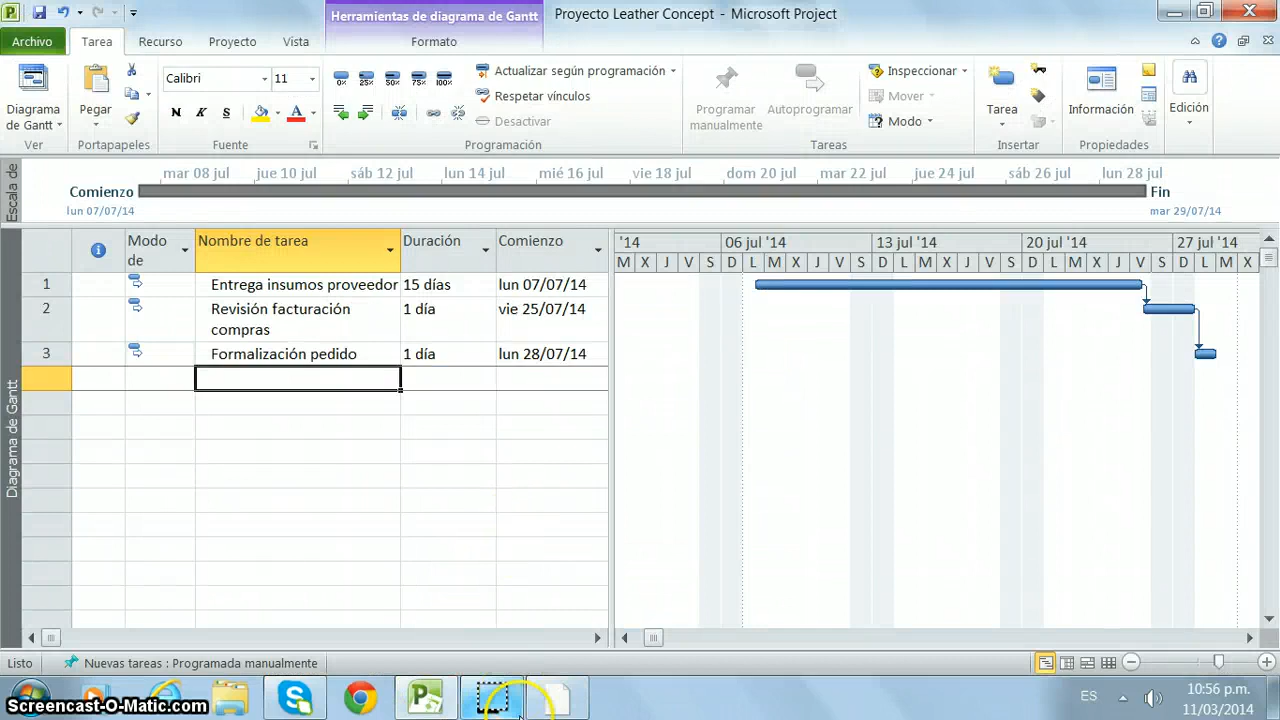 Herramientas de diagrama de Gantt
Proyecto Leather Concept - Microsoft Project
Archivo Tarea Recurso Proyecto Vista Formato
Diagrama de Gantt
Pegar
Calibri 11
N K S A
0% 25% 50% 75% 100%
Actualizar según programación
Respetar vínculos
Desactivar
Programar manualmente
Autoprogramar
Inspeccionar
Mover
Modo
Tarea
Información
Edición
Ver Portapapeles Fuente Programación Tareas Insertar Propiedades
Escala de
mar 08 jul jue 10 jul sáb 12 jul lun 14 jul mié 16 jul vie 18 jul dom 20 jul mar 22 jul jue 24 jul sáb 26 jul lun 28 jul
Comienzo Fin
lun 07/07/14 mar 29/07/14
Modo de Nombre de tarea Duración Comienzo
'14 06 jul '14 13 jul '14 20 jul '14 27 jul '14
M X J V S D L M X J V S D L M X J V S D L M X J V S D L M X
1 Entrega insumos proveedor 15 días lun 07/07/14
2 Revisión facturación compras 1 día vie 25/07/14
3 Formalización pedido 1 día lun 28/07/14
Diagrama de Gantt
Listo Nuevas tareas : Programada manualmente
Screencast-O-Matic.com
ES
10:56 p.m.
11/03/2014